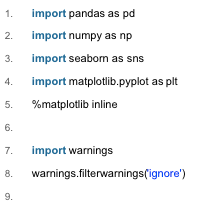 1. import pandas as pd
2. import numpy as np
3. import seaborn as sns
4. import matplotlib.pyplot as plt
5. %matplotlib inline
6.
7. import warnings
8. warnings.filterwarnings('ignore')
9.